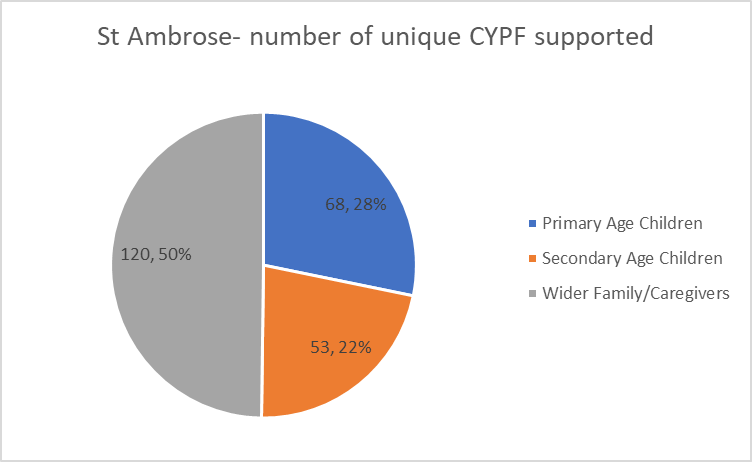 St Ambrose- number of unique CYPF supported
68, 28%
120, 50%
53, 22%
Primary Age Children
Secondary Age Children
Wider Family/Caregivers